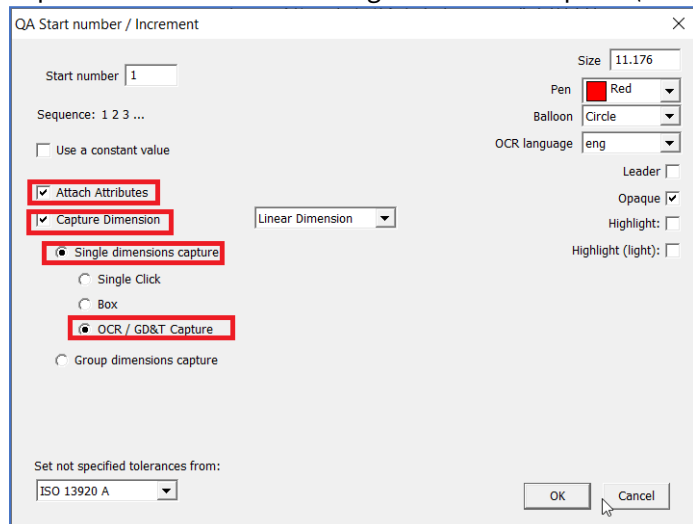 QA Start number / Increment
Start number 1
Size 11.176
Pen Red
Sequence: 1 2 3 ...
Balloon Circle
Use a constant value
OCR language eng
Leader
Attach Attributes
Opaque
Capture Dimension
Linear Dimension
Highlight:
Single dimensions capture
Highlight (light):
Single Click
Box
OCR / GD&T Capture
Group dimensions capture
Set not specified tolerances from:
ISO 13920 A
OK
Cancel